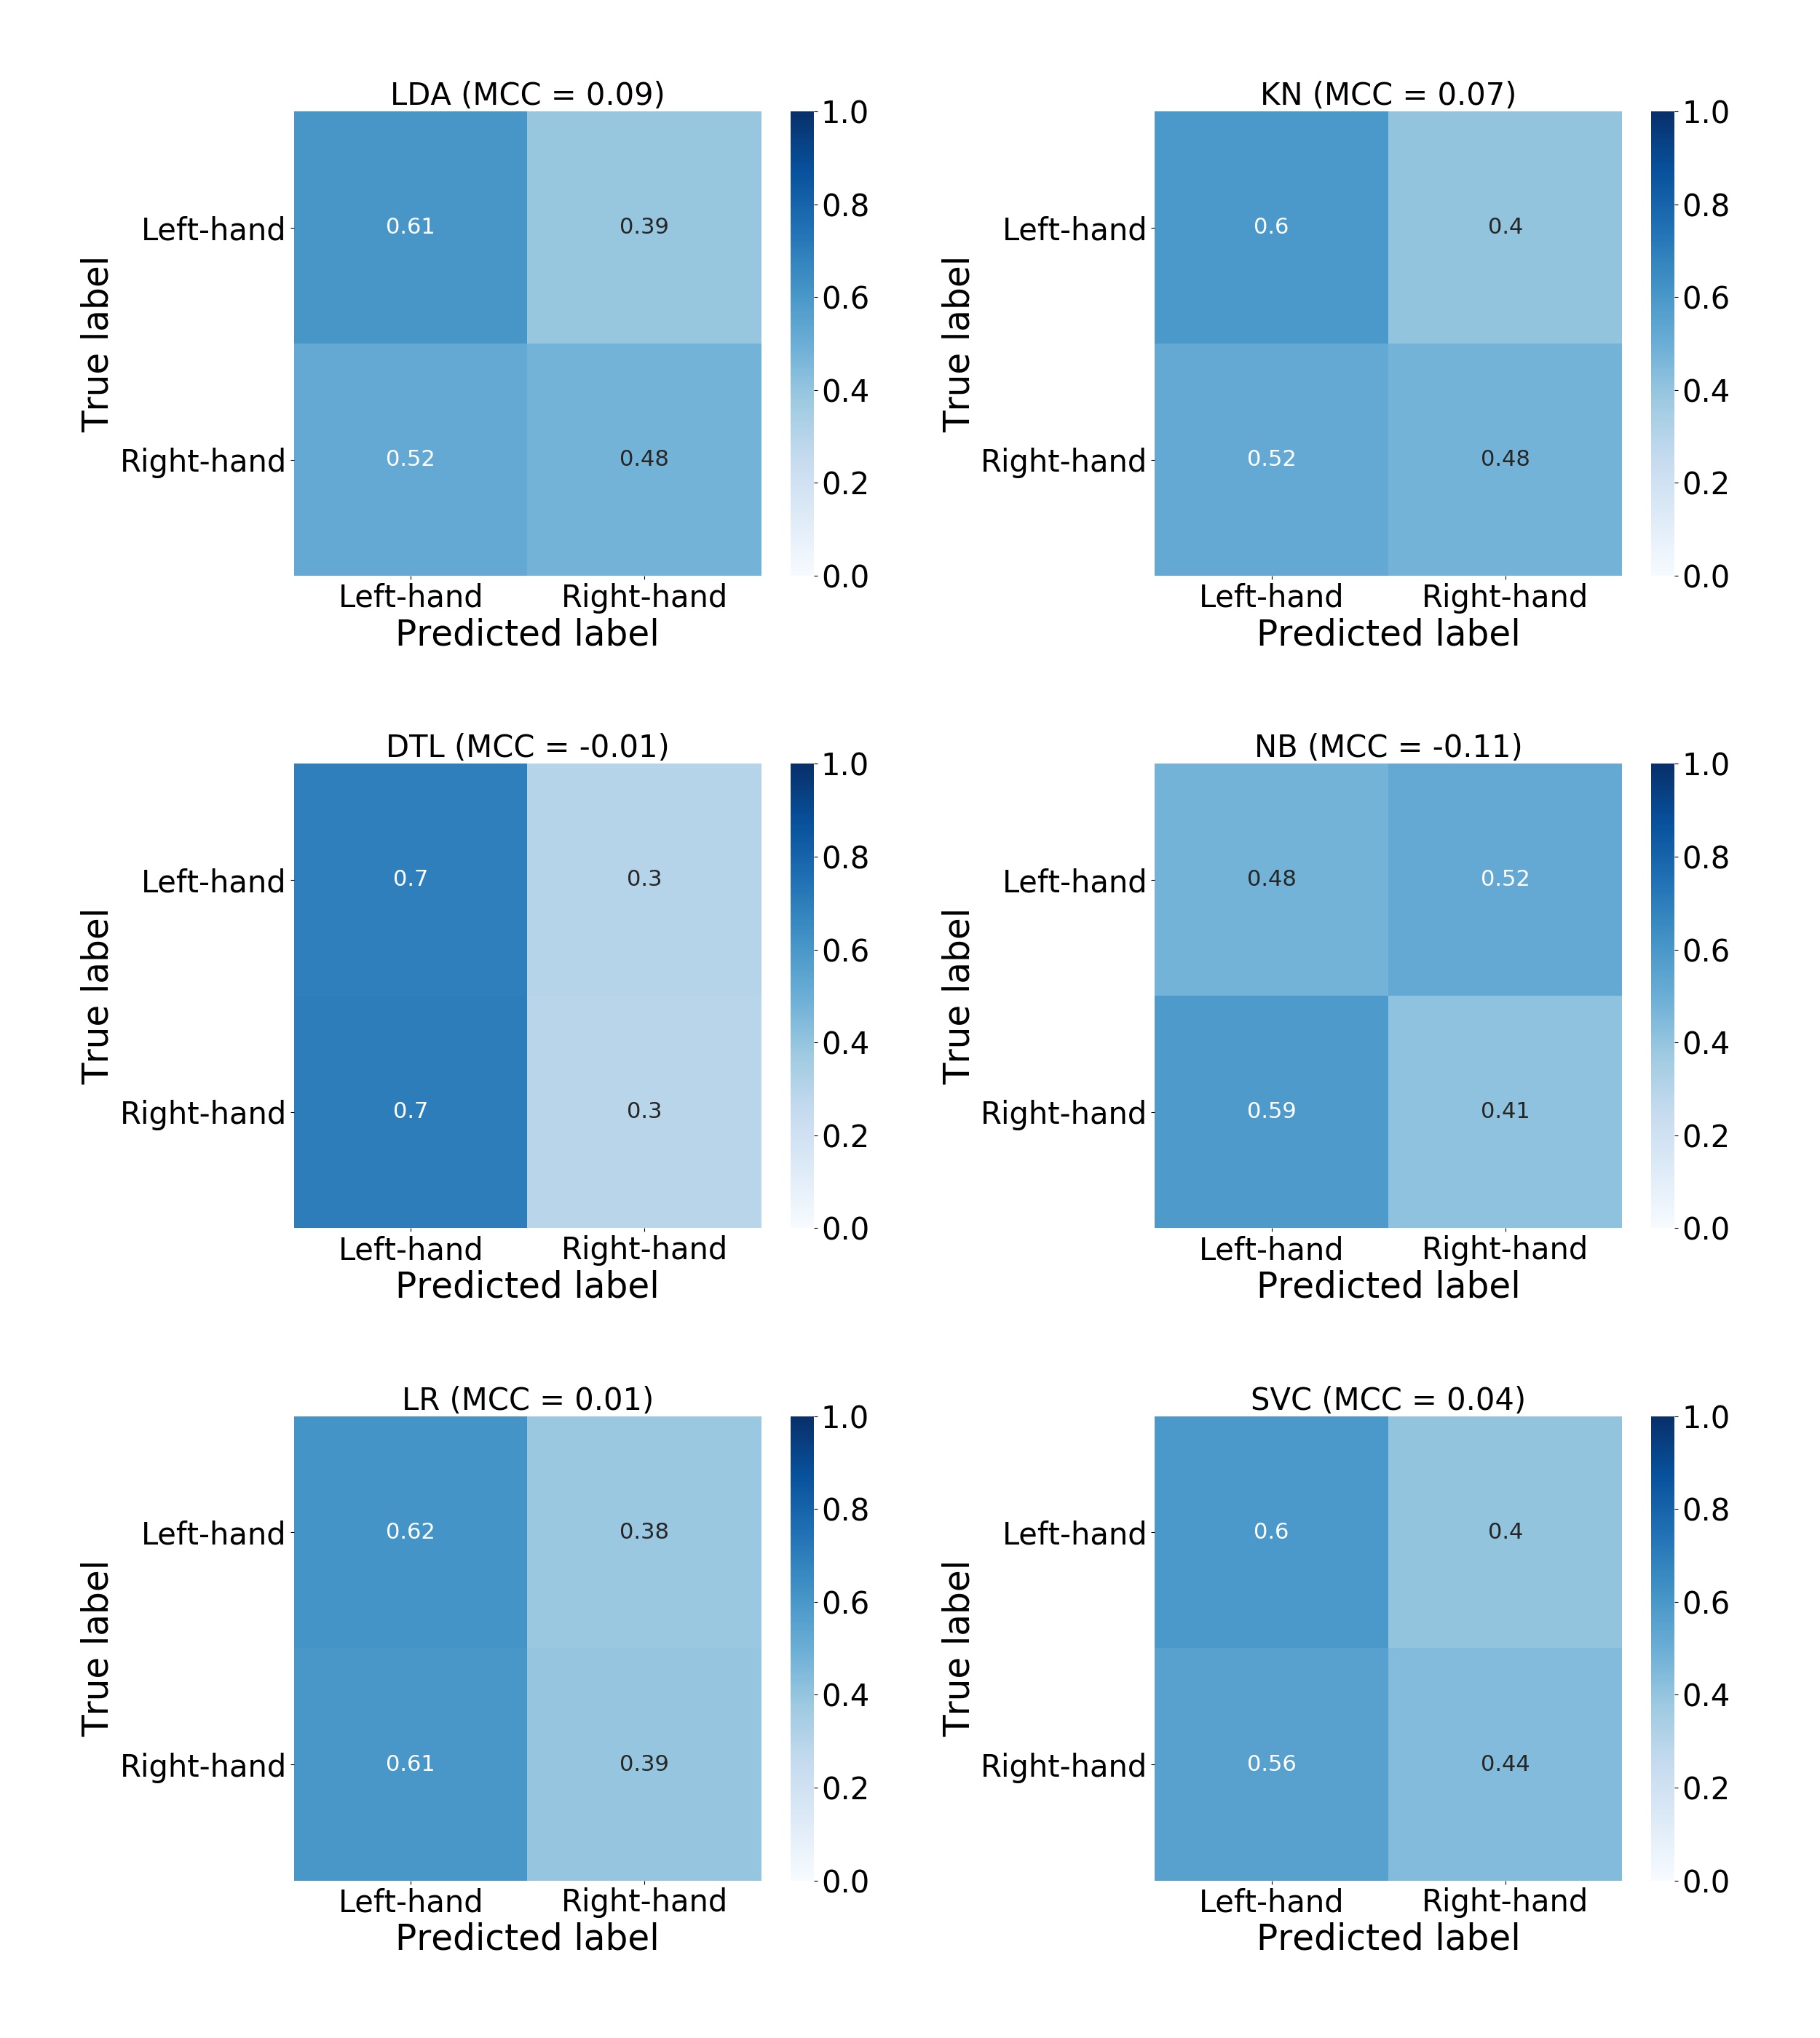 LDA (MCC = 0.09)
True label
Left-hand
0.61
0.39
Right-hand
0.52
0.48
Left-hand
Right-hand
Predicted label
1.0
0.8
0.6
0.4
0.2
0.0
KN (MCC = 0.07)
True label
Left-hand
0.6
0.4
Right-hand
0.52
0.48
Left-hand
Right-hand
Predicted label
1.0
0.8
0.6
0.4
0.2
0.0
DTL (MCC = -0.01)
True label
Left-hand
0.7
0.3
Right-hand
0.7
0.3
Left-hand
Right-hand
Predicted label
1.0
0.8
0.6
0.4
0.2
0.0
NB (MCC = -0.11)
True label
Left-hand
0.48
0.52
Right-hand
0.59
0.41
Left-hand
Right-hand
Predicted label
1.0
0.8
0.6
0.4
0.2
0.0
LR (MCC = 0.01)
True label
Left-hand
0.62
0.38
Right-hand
0.61
0.39
Left-hand
Right-hand
Predicted label
1.0
0.8
0.6
0.4
0.2
0.0
SVC (MCC = 0.04)
True label
Left-hand
0.6
0.4
Right-hand
0.56
0.44
Left-hand
Right-hand
Predicted label
1.0
0.8
0.6
0.4
0.2
0.0